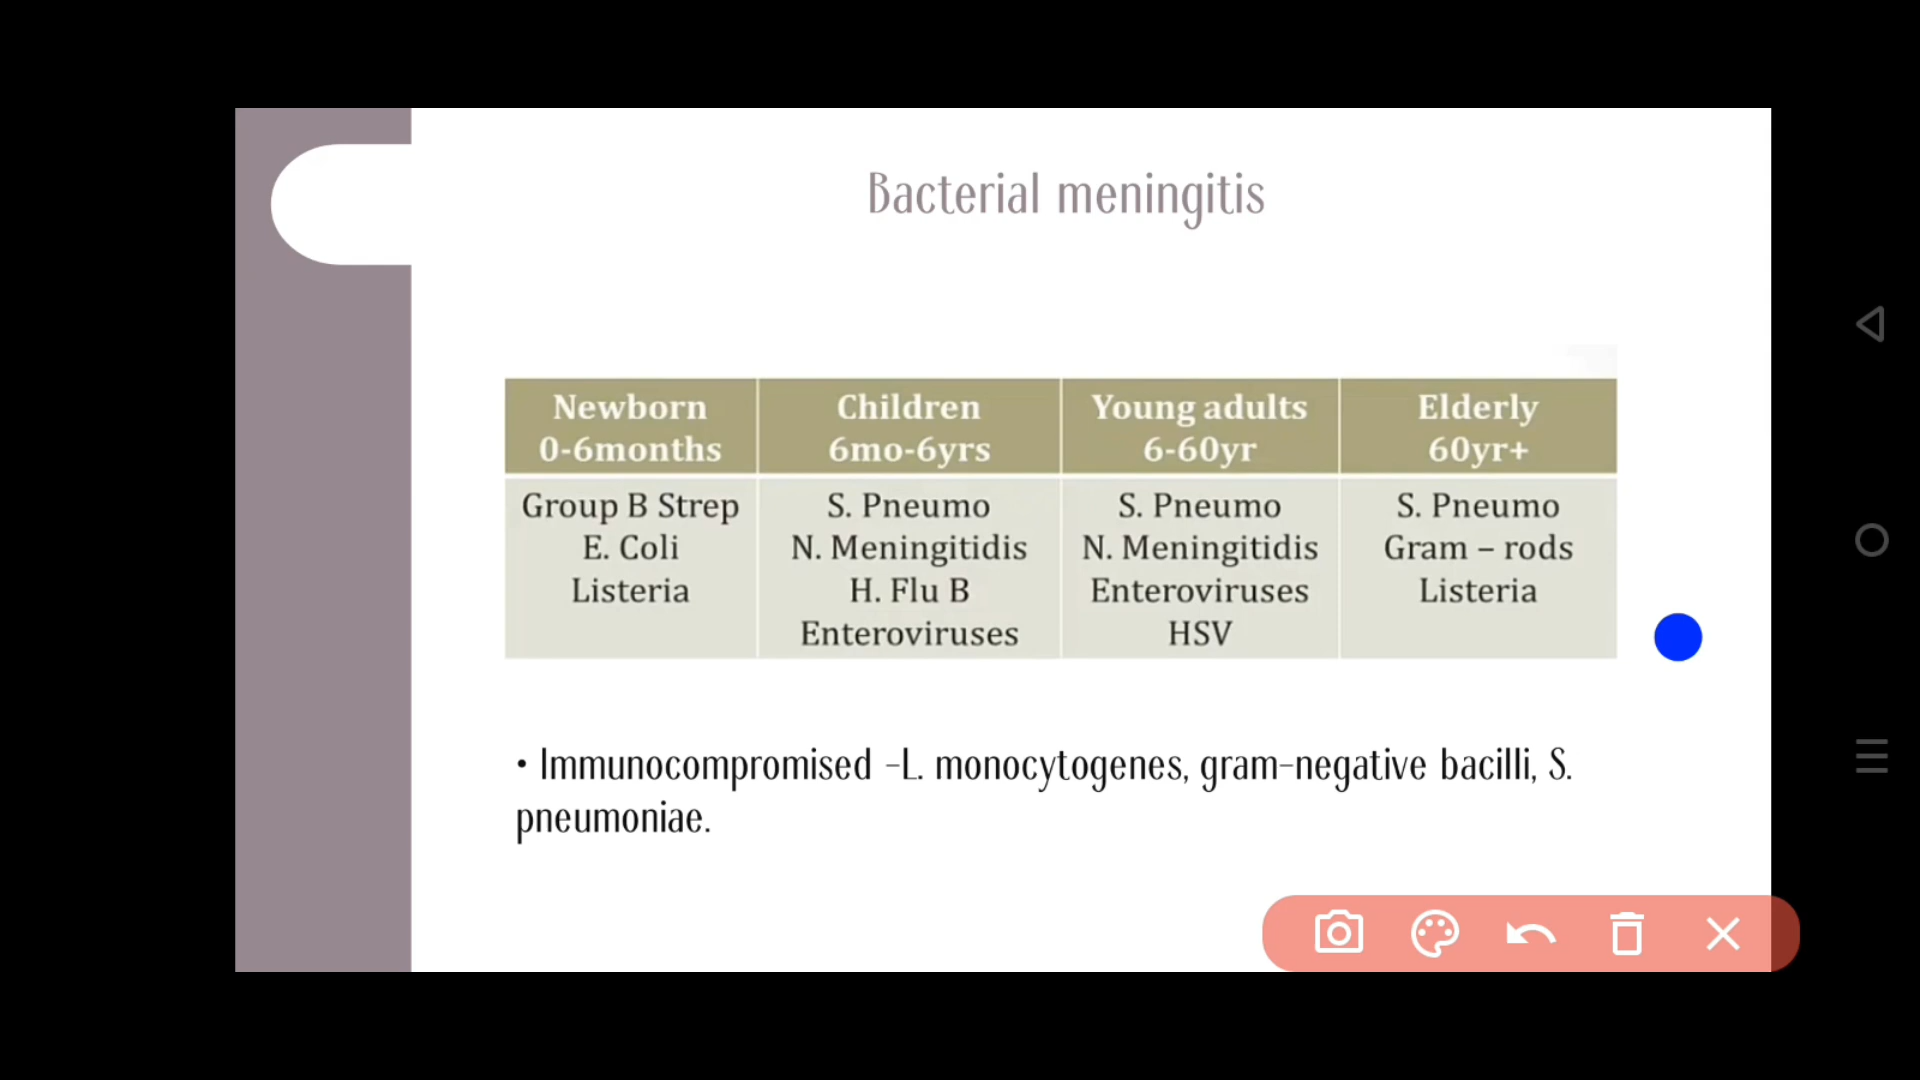 Bacterial meningitis
Newborn
0-6months
Children
6mo-6yrs
Young adults
6-60yr
Elderly
60yr+
Group B Strep
E. Coli
Listeria
S. Pneumo
N. Meningitidis
H. Flu B
Enteroviruses
S. Pneumo
N. Meningitidis
Enteroviruses
HSV
S. Pneumo
Gram – rods
Listeria
• Immunocompromised -L. monocytogenes, gram-negative bacilli, S.
pneumoniae.